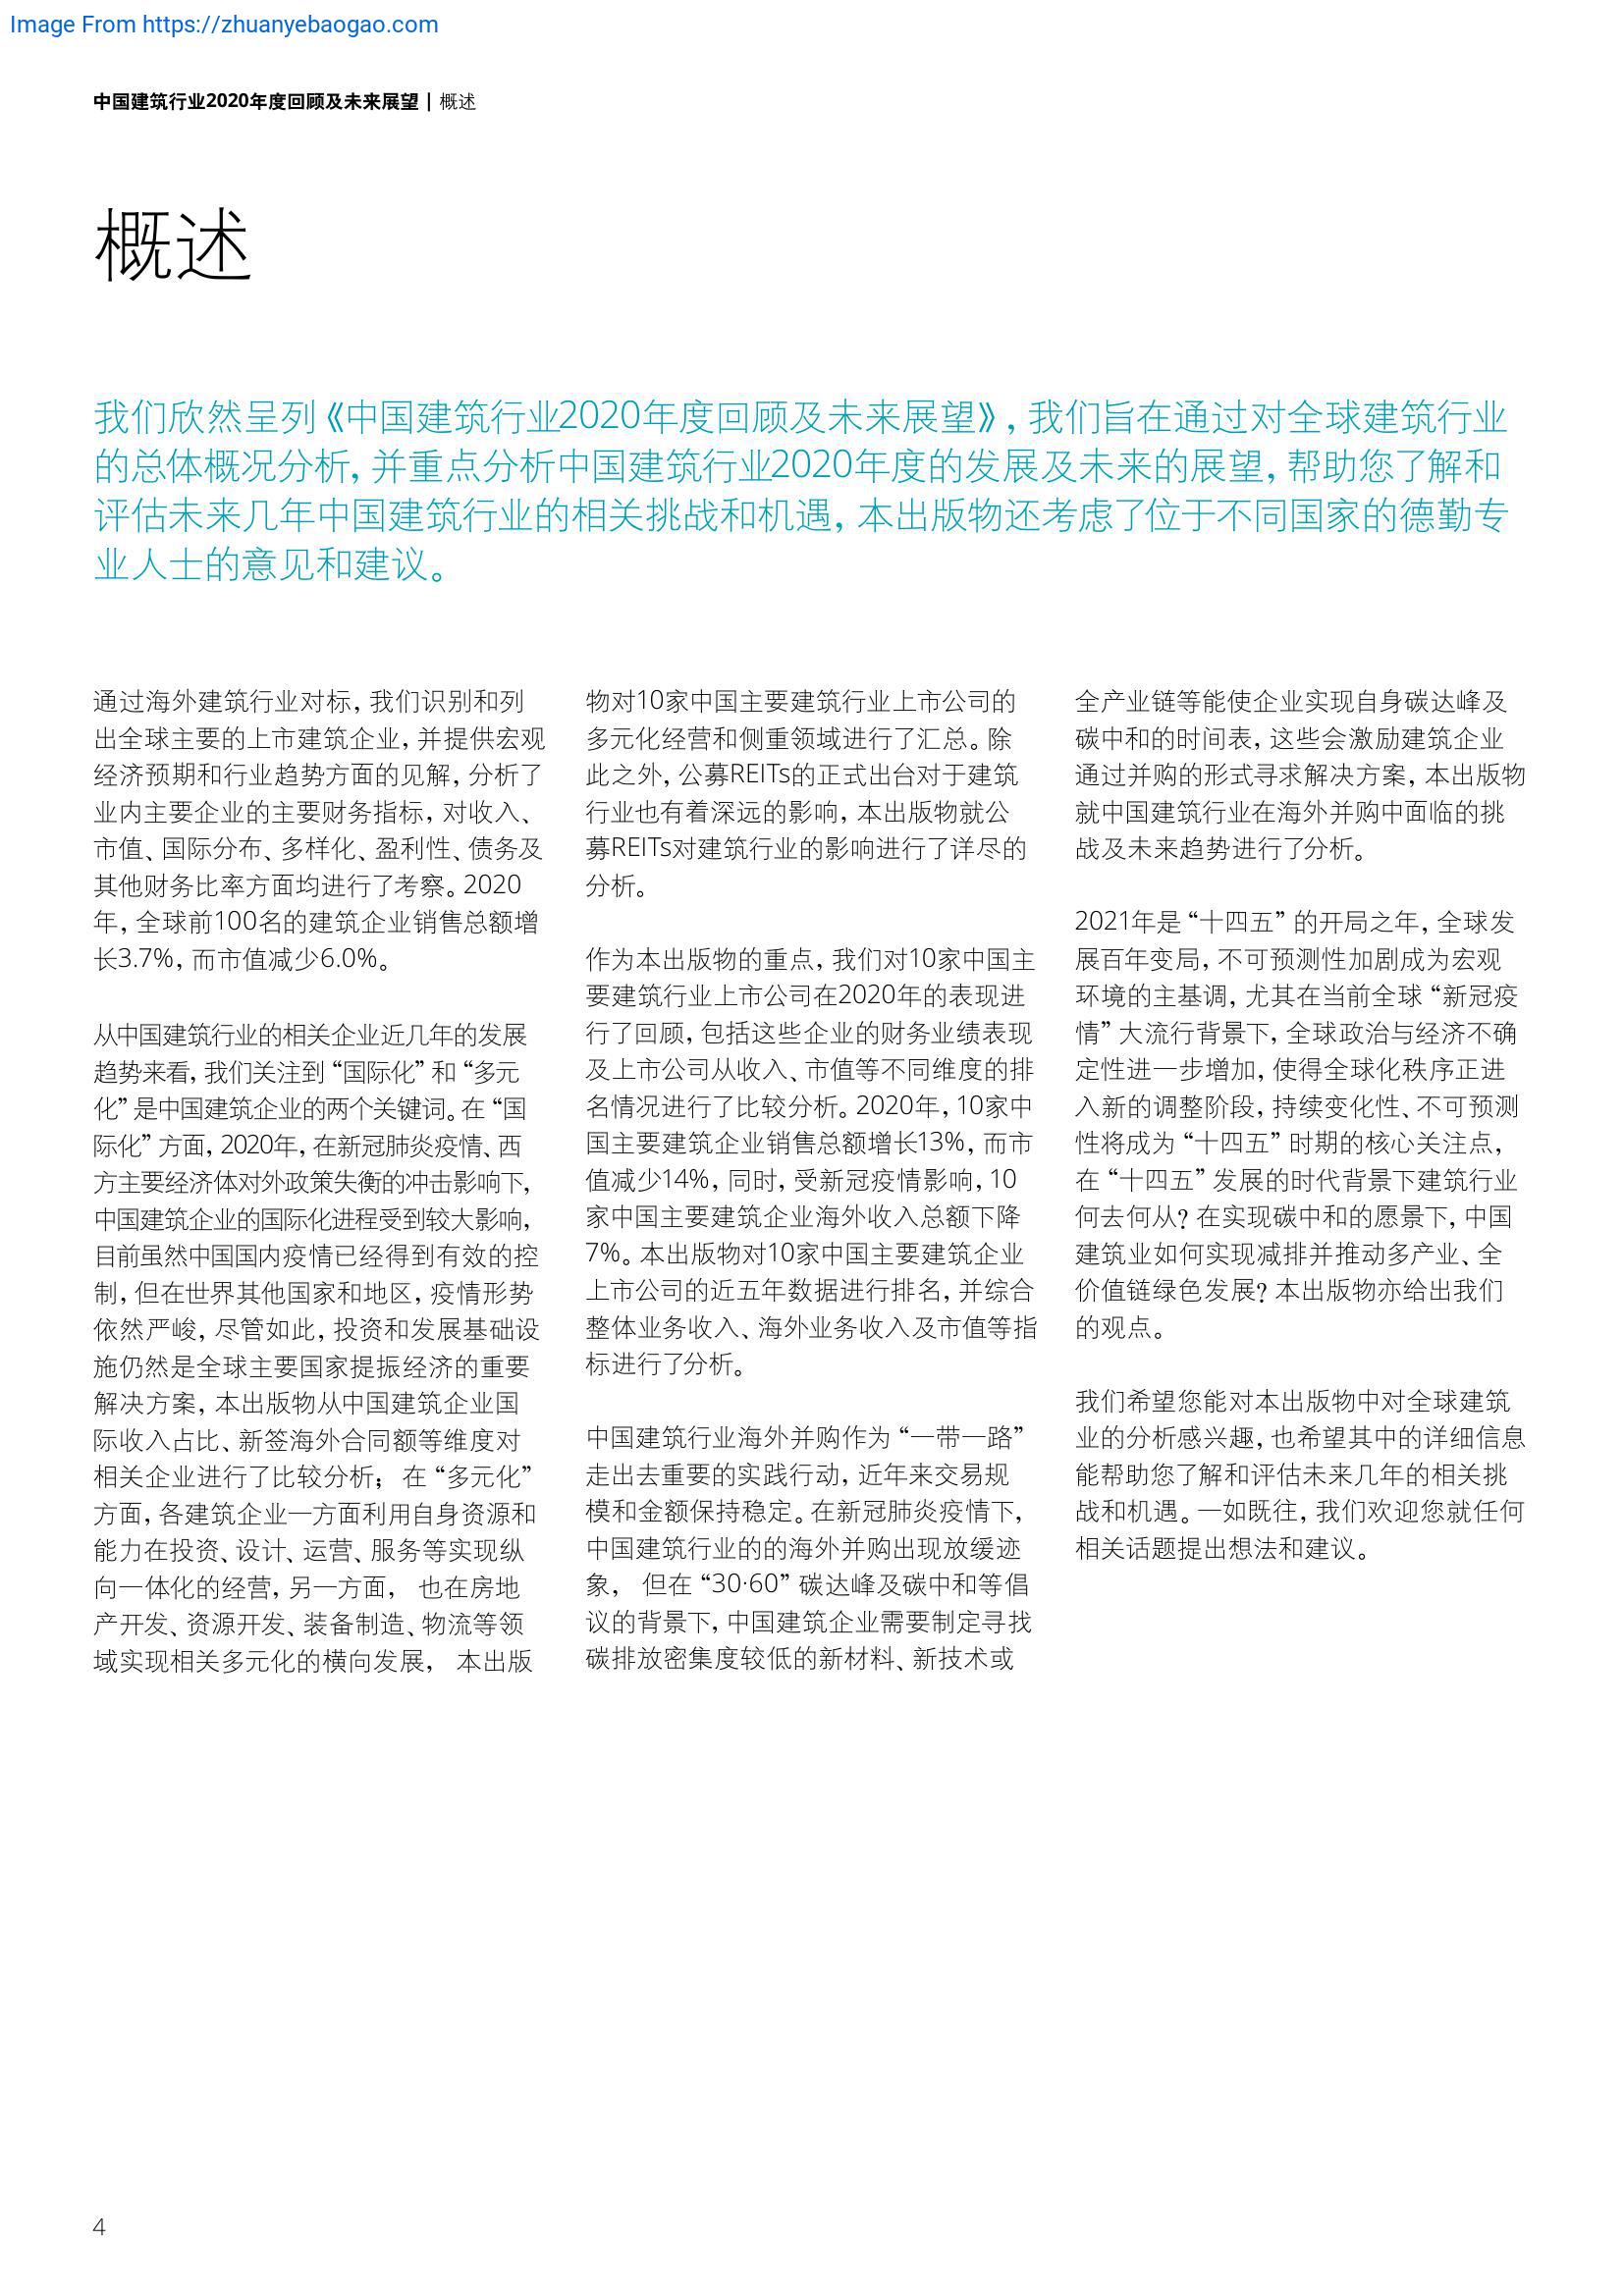 Image From https://zhuanyebaogao.com
中国建筑行业2020年度回顾及未来展望 | 概述
概述
我们欣然呈列《中国建筑行业2020年度回顾及未来展望》，我们旨在通过对全球建筑行业
的总体概况分析，并重点分析中国建筑行业2020年度的发展及未来的展望，帮助您了解和
评估未来几年中国建筑行业的相关挑战和机遇，本出版物还考虑了位于不同国家的德勤专
业人士的意见和建议。
通过海外建筑行业对标，我们识别和列
出全球主要的上市建筑企业，并提供宏观
经济预期和行业趋势方面的见解，分析了
业内主要企业的主要财务指标，对收入、
市值、国际分布、多样化、盈利性、债务及
其他财务比率方面均进行了考察。2020
年，全球前100名的建筑企业销售总额增
长3.7%，而市值减少6.0%。
从中国建筑行业的相关企业近几年的发展
趋势来看，我们关注到“国际化”和“多元
化”是中国建筑企业的两个关键词。在“国
际化”方面，2020年，在新冠肺炎疫情、西
方主要经济体对外政策失衡的冲击影响下，
中国建筑企业的国际化进程受到较大影响，
目前虽然中国国内疫情已经得到有效的控
制，但在世界其他国家和地区，疫情形势
依然严峻，尽管如此，投资和发展基础设
施仍然是全球主要国家提振经济的重要
解决方案，本出版物从中国建筑企业国
际收入占比、新签海外合同额等维度对
相关企业进行了比较分析；在“多元化”
方面，各建筑企业一方面利用自身资源和
能力在投资、设计、运营、服务等实现纵
向一体化的经营，另一方面， 也在房地
产开发、资源开发、装备制造、物流等领
域实现相关多元化的横向发展， 本出版
物对10家中国主要建筑行业上市公司的
多元化经营和侧重领域进行了汇总。除
此之外，公募REITs的正式出台对于建筑
行业也有着深远的影响，本出版物就公
募REITs对建筑行业的影响进行了详尽的
分析。
作为本出版物的重点，我们对10家中国主
要建筑行业上市公司在2020年的表现进
行了回顾，包括这些企业的财务业绩表现
及上市公司从收入、市值等不同维度的排
名情况进行了比较分析。2020年，10家中
国主要建筑企业销售总额增长13%，而市
值减少14%，同时，受新冠疫情影响，10
家中国主要建筑企业海外收入总额下降
7%。本出版物对10家中国主要建筑企业
上市公司的近五年数据进行排名，并综合
整体业务收入、海外业务收入及市值等指
标进行了分析。
中国建筑行业海外并购作为“一带一路”
走出去重要的实践行动，近年来交易规
模和金额保持稳定。在新冠肺炎疫情下，
中国建筑行业的的海外并购出现放缓迹
象， 但在“30·60”碳达峰及碳中和等倡
议的背景下，中国建筑企业需要制定寻找
碳排放密集度较低的新材料、新技术或
全产业链等能使企业实现自身碳达峰及
碳中和的时间表，这些会激励建筑企业
通过并购的形式寻求解决方案，本出版物
就中国建筑行业在海外并购中面临的挑
战及未来趋势进行了分析。
2021年是“十四五”的开局之年，全球发
展百年变局，不可预测性加剧成为宏观
环境的主基调，尤其在当前全球“新冠疫
情”大流行背景下，全球政治与经济不确
定性进一步增加，使得全球化秩序正进
入新的调整阶段，持续变化性、不可预测
性将成为“十四五”时期的核心关注点，
在“十四五”发展的时代背景下建筑行业
何去何从？在实现碳中和的愿景下，中国
建筑业如何实现减排并推动多产业、全
价值链绿色发展？本出版物亦给出我们
的观点。
我们希望您能对本出版物中对全球建筑
业的分析感兴趣，也希望其中的详细信息
能帮助您了解和评估未来几年的相关挑
战和机遇。一如既往，我们欢迎您就任何
相关话题提出想法和建议。
4